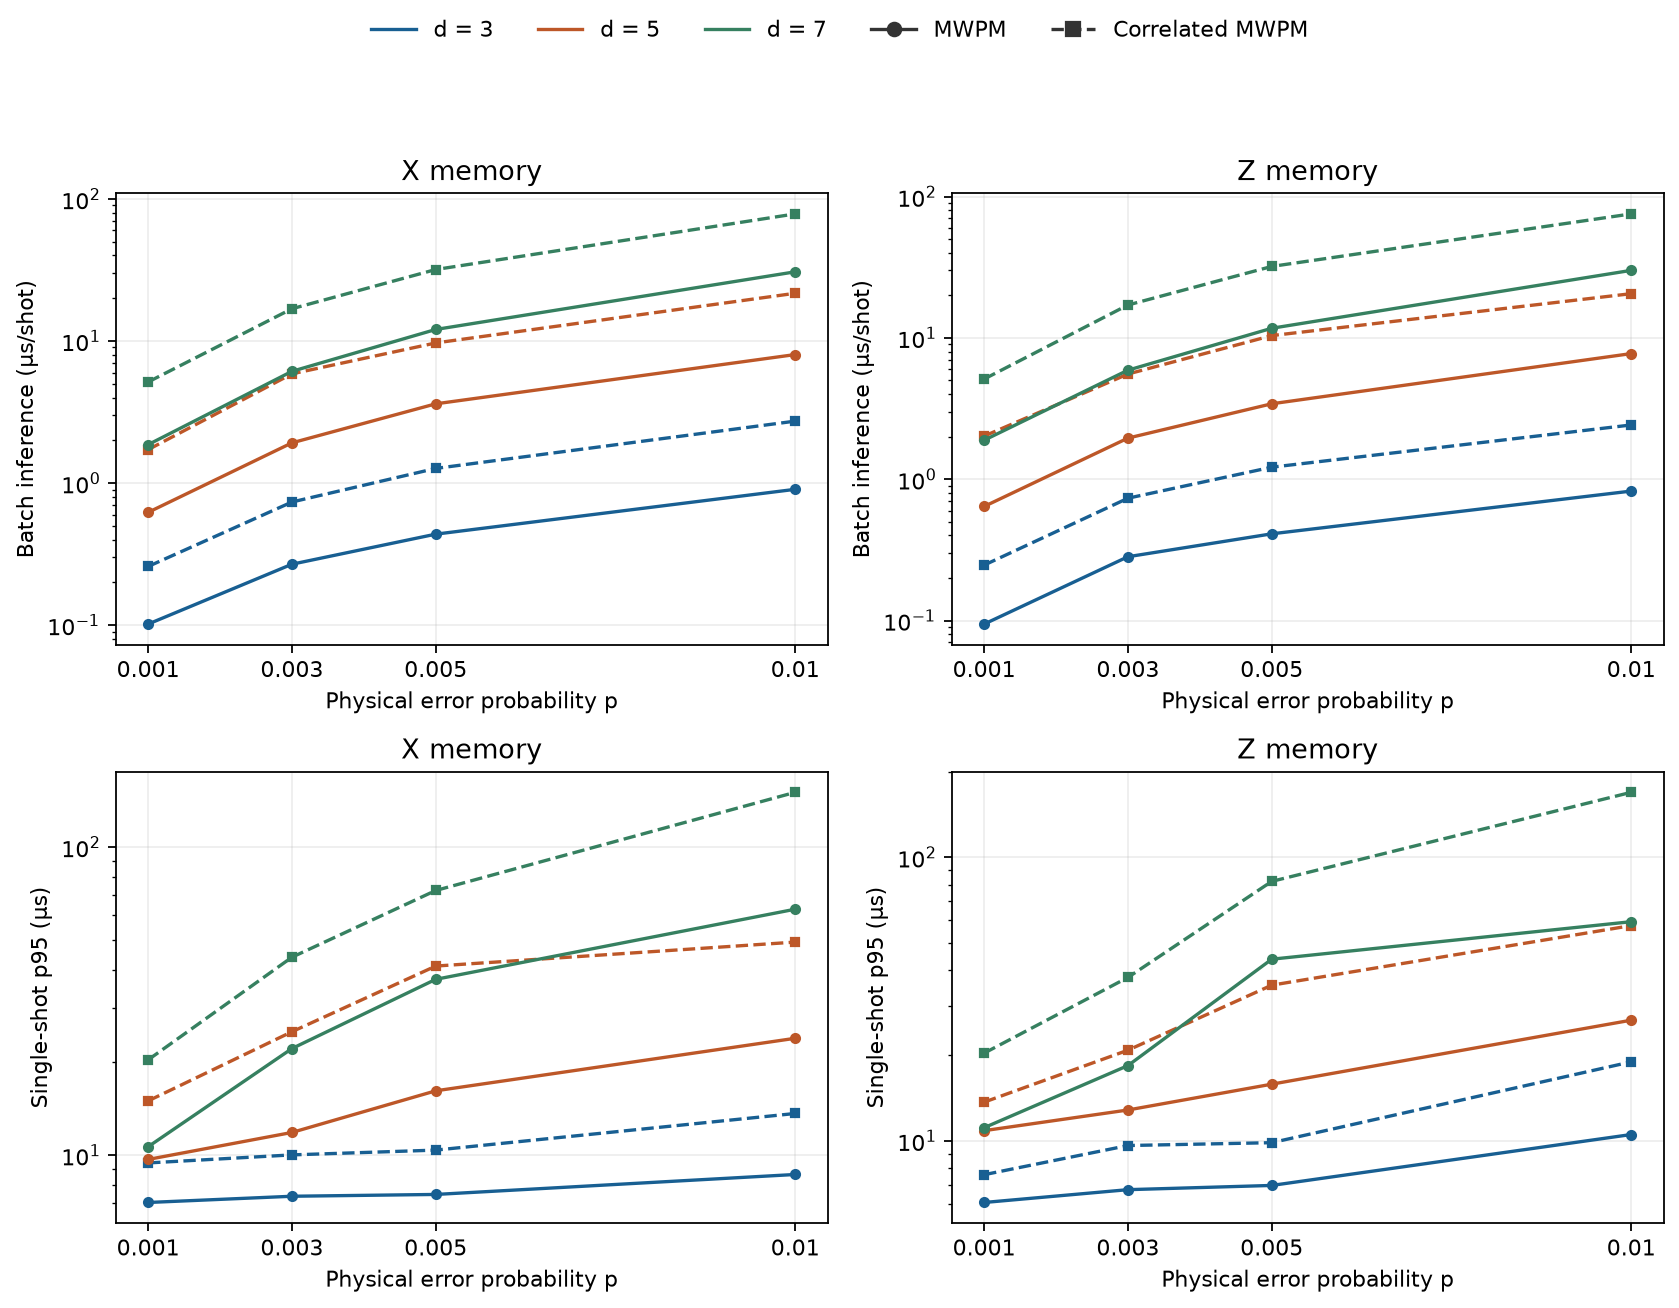 d = 3 d = 5 d = 7 MWPM Correlated MWPM
X memory
Batch inference (µs/shot)
10²
10¹
10⁰
10⁻¹
0.001 0.003 0.005 0.01
Physical error probability p
Z memory
Batch inference (µs/shot)
10²
10¹
10⁰
10⁻¹
0.001 0.003 0.005 0.01
Physical error probability p
X memory
Single-shot p95 (µs)
10²
10¹
0.001 0.003 0.005 0.01
Physical error probability p
Z memory
Single-shot p95 (µs)
10²
10¹
0.001 0.003 0.005 0.01
Physical error probability p